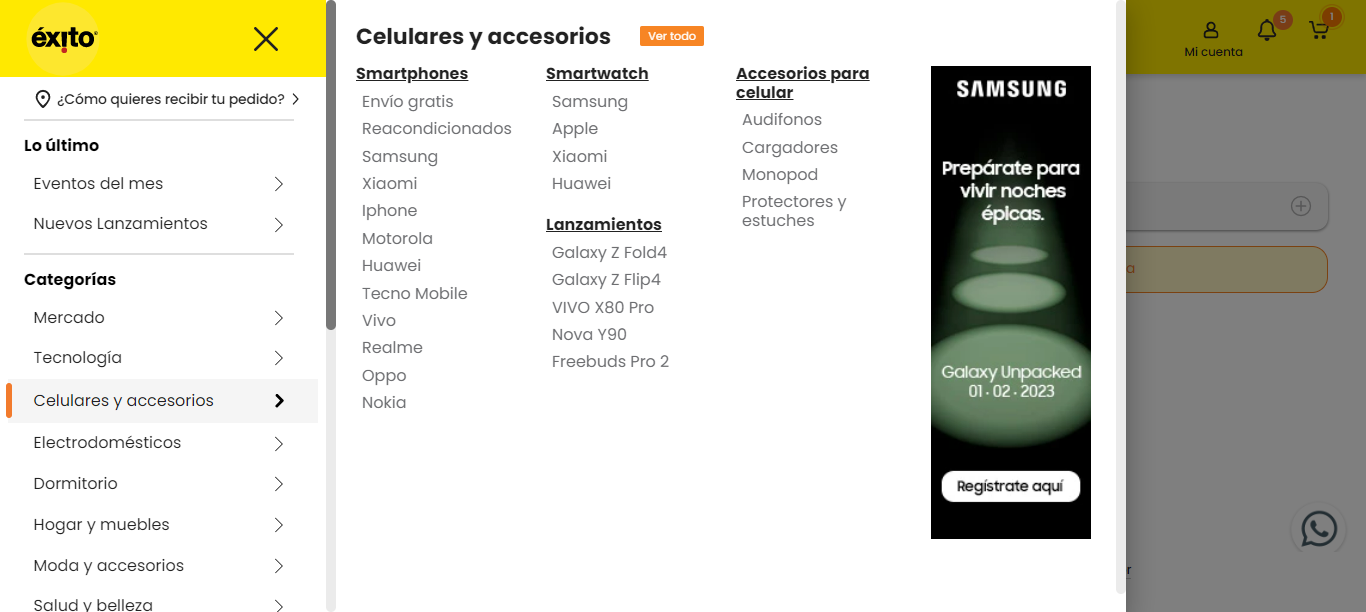 éxito
¿Cómo quieres recibir tu pedido?
Lo último
Eventos del mes
Nuevos Lanzamientos
Categorías
Mercado
Tecnología
Celulares y accesorios
Electrodomésticos
Dormitorio
Hogar y muebles
Moda y accesorios
Salud y belleza
Celulares y accesorios
Ver todo
Smartphones
Envío gratis
Reacondicionados
Samsung
Xiaomi
Iphone
Motorola
Huawei
Tecno Mobile
Vivo
Realme
Oppo
Nokia
Smartwatch
Samsung
Apple
Xiaomi
Huawei
Lanzamientos
Galaxy Z Fold4
Galaxy Z Flip4
VIVO X80 Pro
Nova Y90
Freebuds Pro 2
Accesorios para
celular
Audifonos
Cargadores
Monopod
Protectores y
estuches
SAMSUNG
Prepárate para
vivir noches
épicas.
Galaxy Unpacked
01 · 02 · 2023
Regístrate aquí
Mi cuenta
5
1
a
r